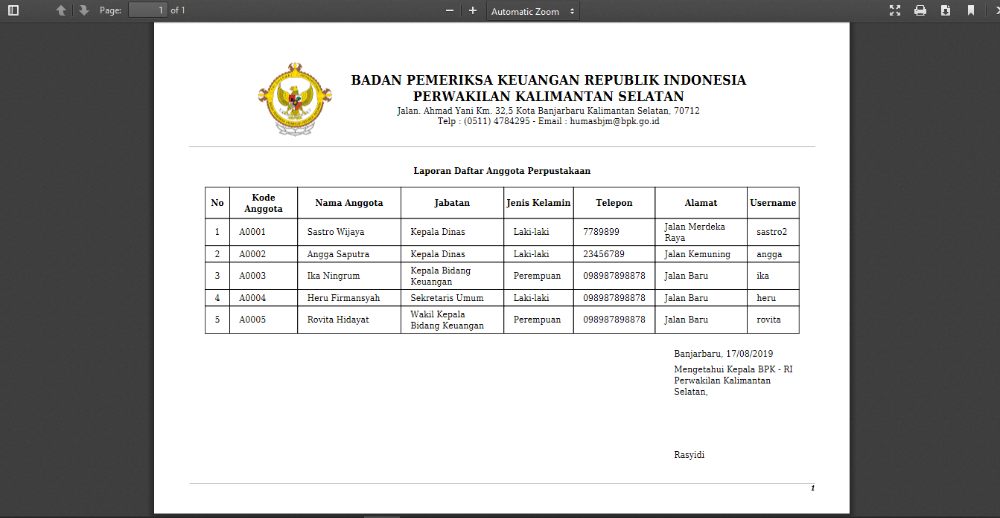 Page: 1 of 1 Automatic Zoom
BADAN PEMERIKSA KEUANGAN REPUBLIK INDONESIA
PERWAKILAN KALIMANTAN SELATAN
Jalan. Ahmad Yani Km. 32,5 Kota Banjarbaru Kalimantan Selatan, 70712
Telp : (0511) 4784295 - Email : humasbjm@bpk.go.id
Laporan Daftar Anggota Perpustakaan
No Kode Anggota Nama Anggota Jabatan Jenis Kelamin Telepon Alamat Username
1 A0001 Sastro Wijaya Kepala Dinas Laki-laki 7789899 Jalan Merdeka Raya sastro2
2 A0002 Angga Saputra Kepala Dinas Laki-laki 23456789 Jalan Kemuning angga
3 A0003 Ika Ningrum Kepala Bidang Keuangan Perempuan 098987898878 Jalan Baru ika
4 A0004 Heru Firmansyah Sekretaris Umum Laki-laki 098987898878 Jalan Baru heru
5 A0005 Rovita Hidayat Wakil Kepala Bidang Keuangan Perempuan 098987898878 Jalan Baru rovita
Banjarbaru, 17/08/2019
Mengetahui Kepala BPK - RI
Perwakilan Kalimantan
Selatan,
Rasyidi
1